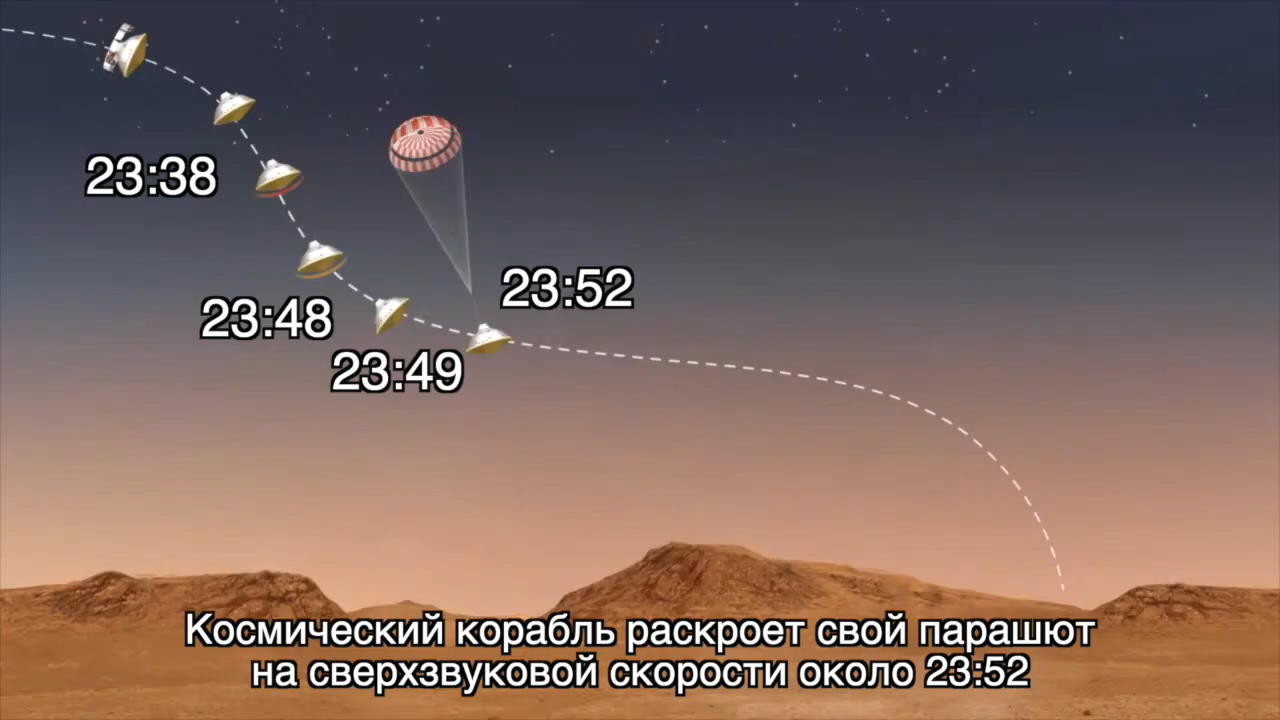 23:38
23:52
23:48
23:49
Космический корабль раскроет свой парашют
на сверхзвуковой скорости около 23:52